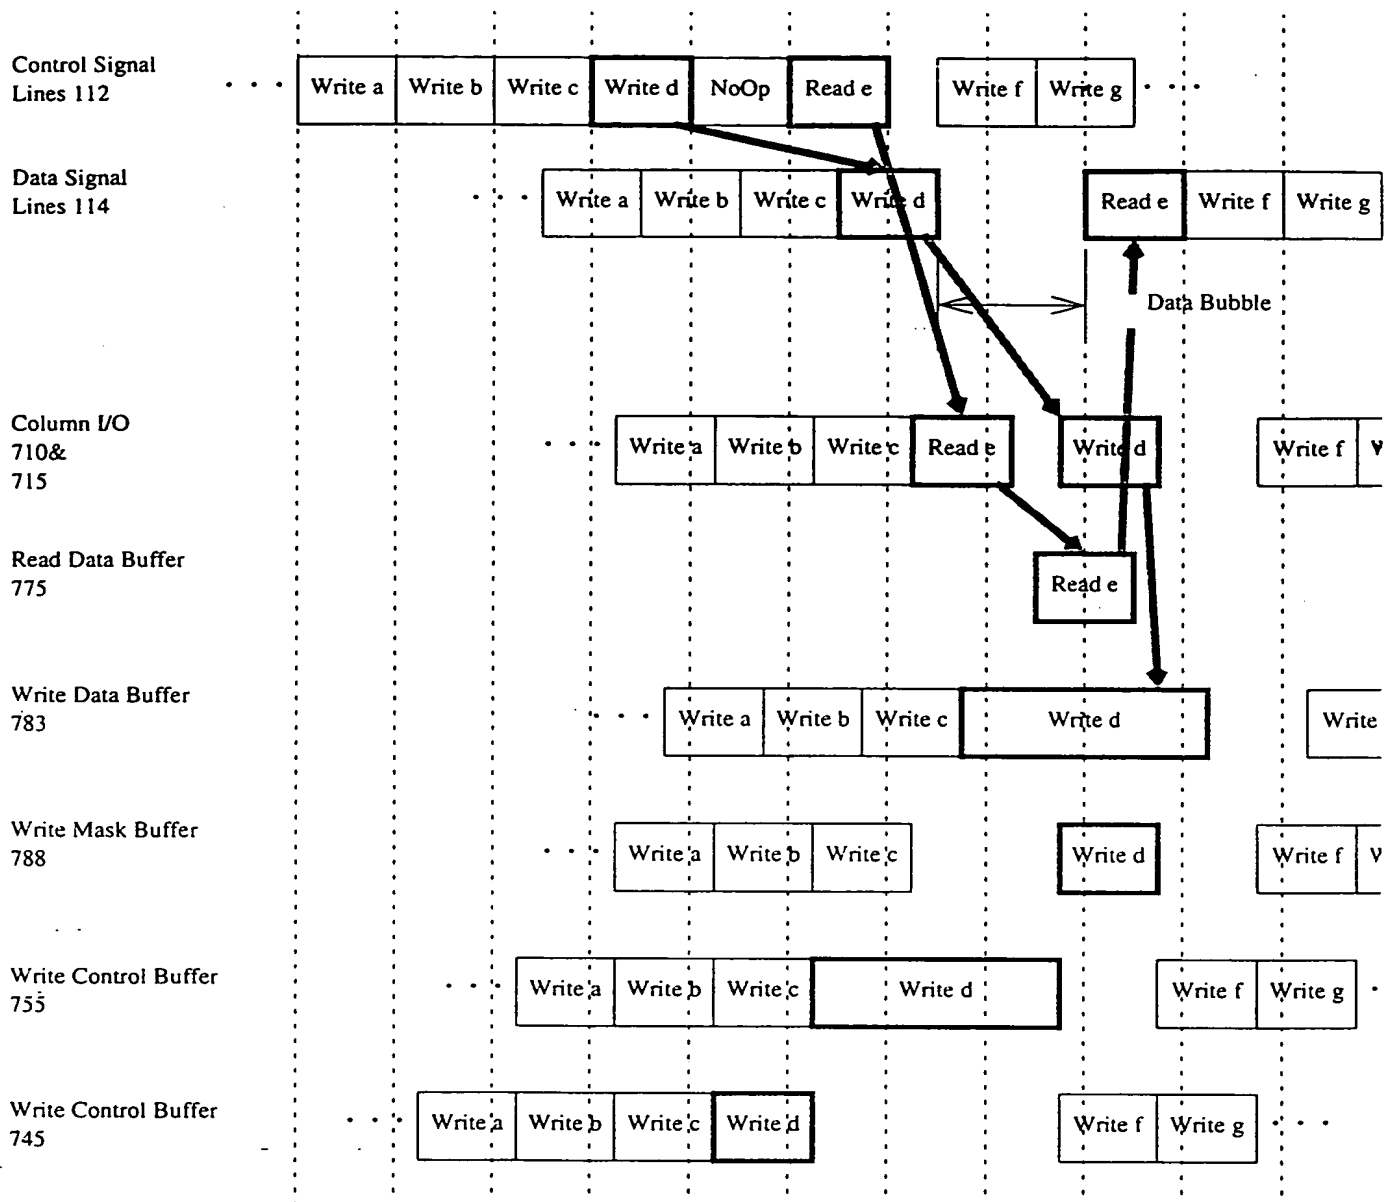 Control Signal
Lines 112
. . . Write a Write b Write c Write d NoOp Read e Write f Write g . . .
Data Signal
Lines 114
. . . Write a Write b Write c Write d Read e Write f Write g
Data Bubble
Column I/O
710&
715
. . . Write a Write b Write c Read e Write d Write f W
Read Data Buffer
775
Read e
Write Data Buffer
783
. . . Write a Write b Write c Write d Write
Write Mask Buffer
788
. . . Write a Write b Write c Write d Write f W
Write Control Buffer
755
. . . Write a Write b Write c Write d Write f Write g .
Write Control Buffer
745
. . . Write a Write b Write c Write d Write f Write g . . .